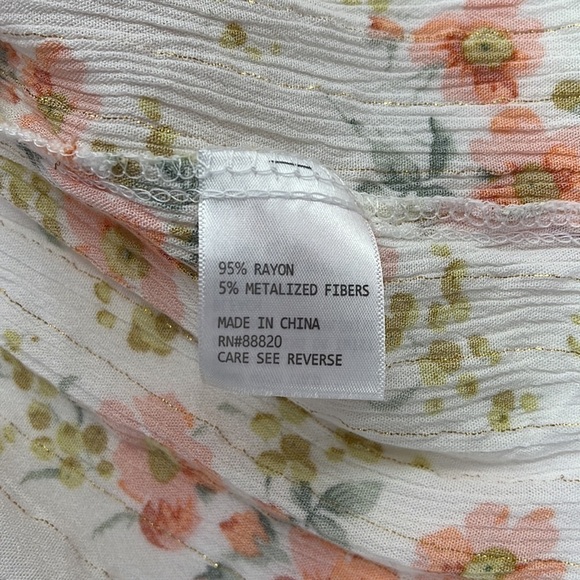 95% RAYON
5% METALIZED FIBERS
MADE IN CHINA
RN#88820
CARE SEE REVERSE